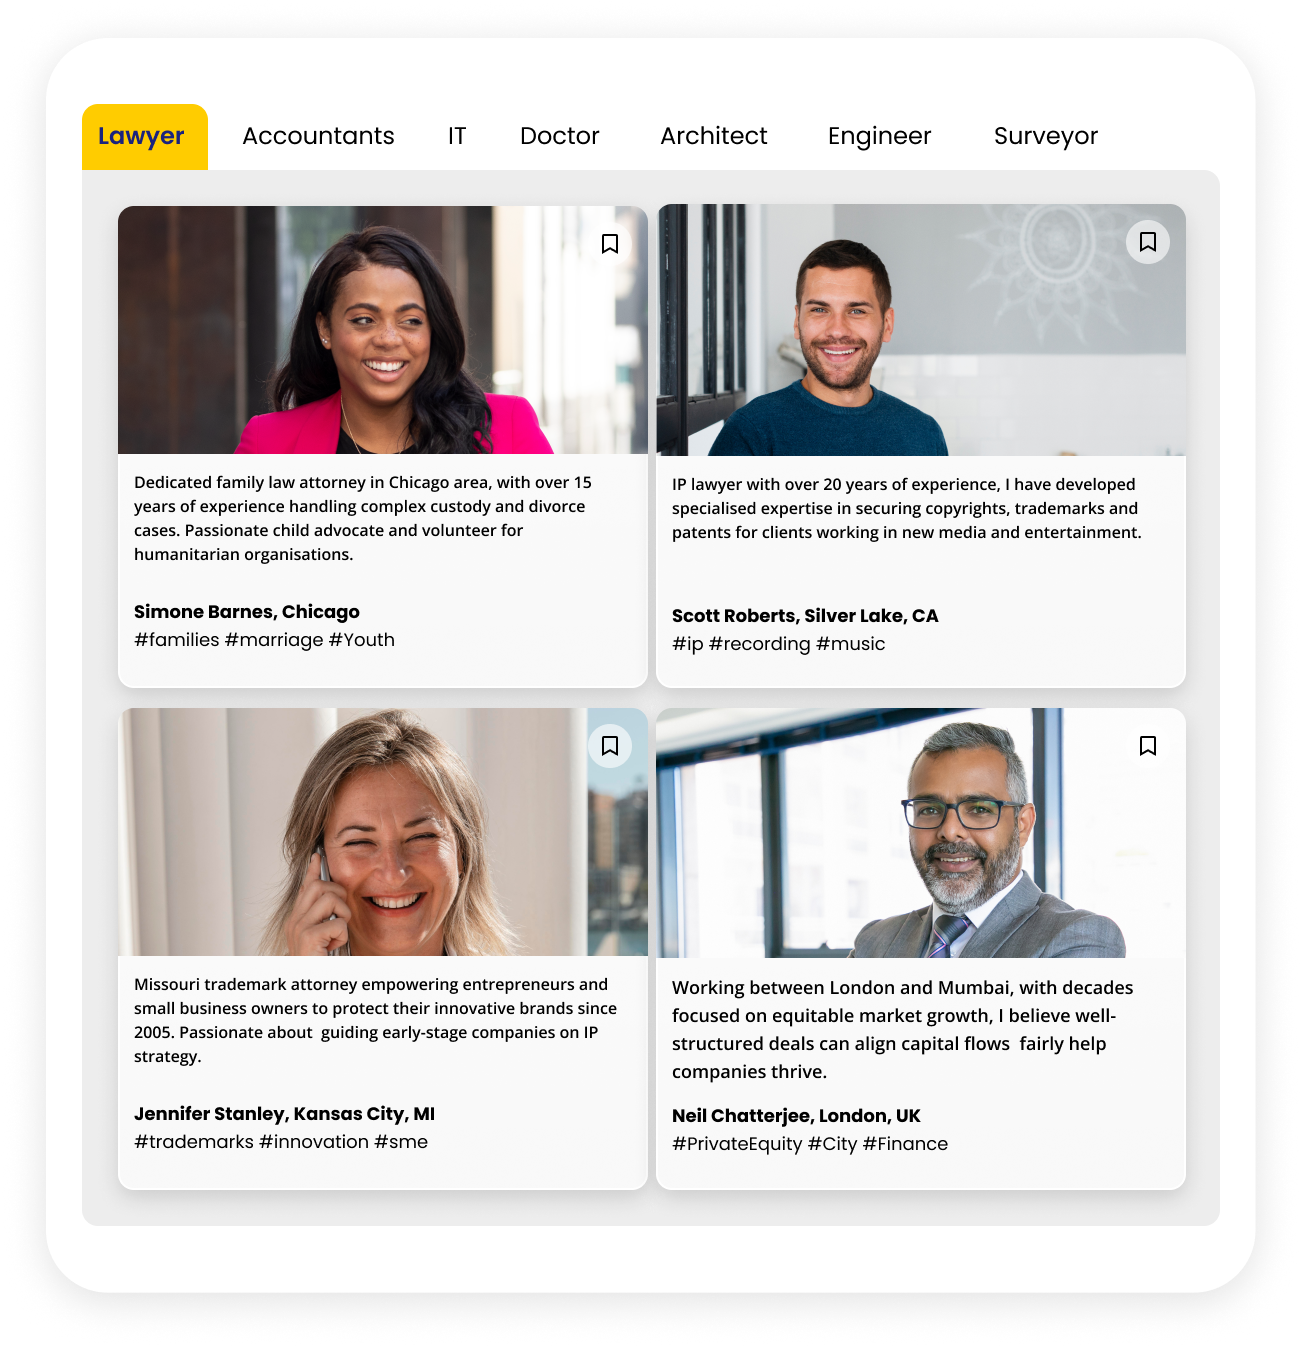 Lawyer Accountants IT Doctor Architect Engineer Surveyor
Dedicated family law attorney in Chicago area, with over 15
years of experience handling complex custody and divorce
cases. Passionate child advocate and volunteer for
humanitarian organisations.
Simone Barnes, Chicago
#families #marriage #Youth
IP lawyer with over 20 years of experience, I have developed
specialised expertise in securing copyrights, trademarks and
patents for clients working in new media and entertainment.
Scott Roberts, Silver Lake, CA
#ip #recording #music
Missouri trademark attorney empowering entrepreneurs and
small business owners to protect their innovative brands since
2005. Passionate about  guiding early-stage companies on IP
strategy.
Jennifer Stanley, Kansas City, MI
#trademarks #innovation #sme
Working between London and Mumbai, with decades
focused on equitable market growth, I believe well-
structured deals can align capital flows  fairly help
companies thrive.
Neil Chatterjee, London, UK
#PrivateEquity #City #Finance